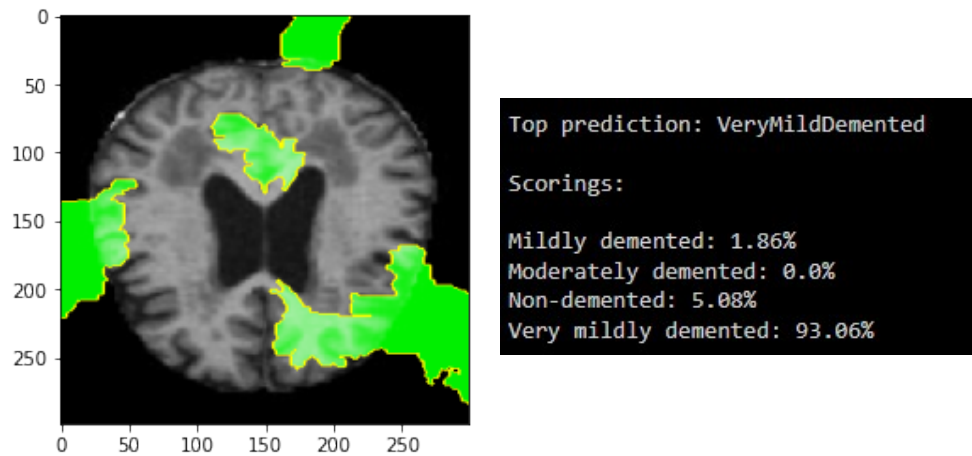 0
50
100
150
200
250
0 50 100 150 200 250
Top prediction: VeryMildDemented
Scorings:
Mildly demented: 1.86%
Moderately demented: 0.0%
Non-demented: 5.08%
Very mildly demented: 93.06%